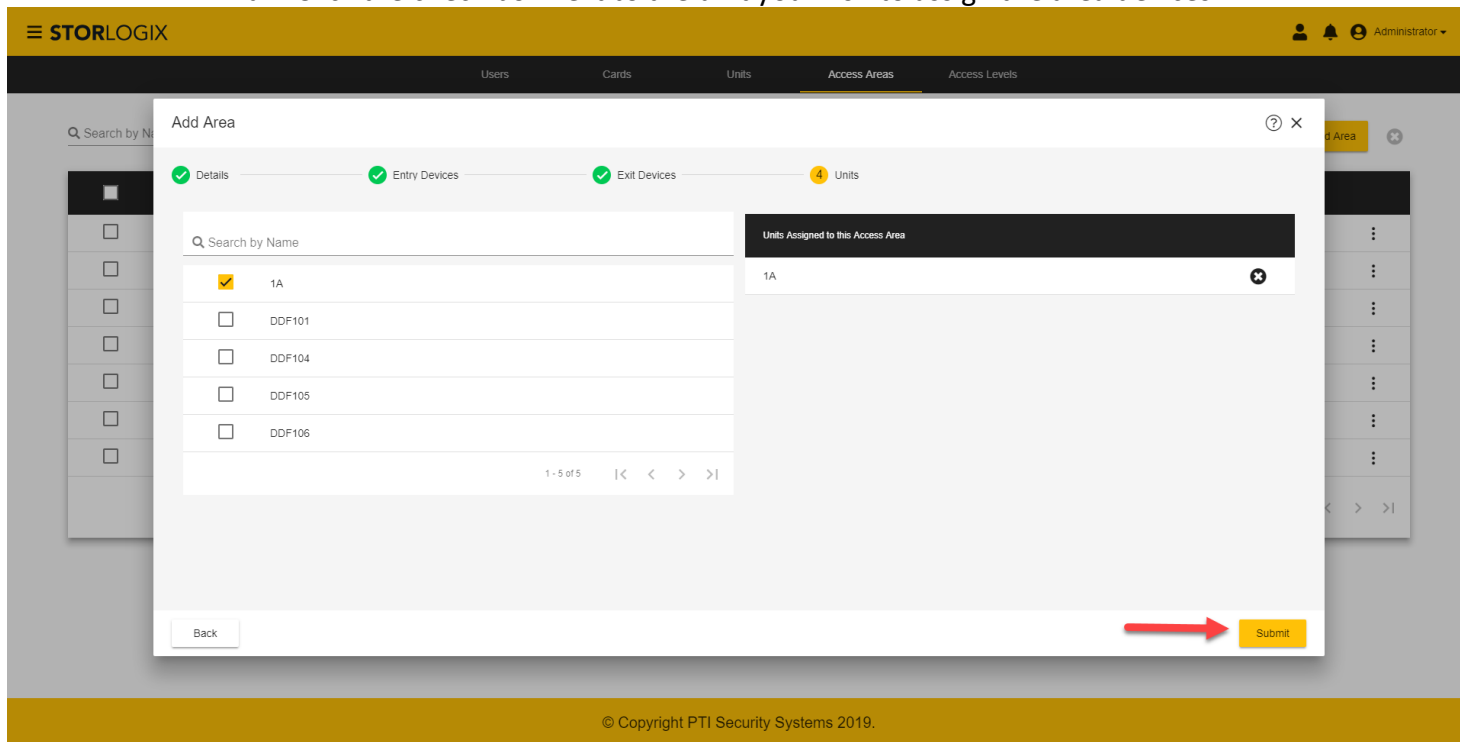 STORLOGIX
Administrator
Users Cards Units Access Areas Access Levels
Add Area
Search by Na
d Area
Details Entry Devices Exit Devices 4 Units
Search by Name
Units Assigned to this Access Area
1A
1A
DDF101
DDF104
DDF105
DDF106
1 - 5 of 5
Back
Submit
© Copyright PTI Security Systems 2019.